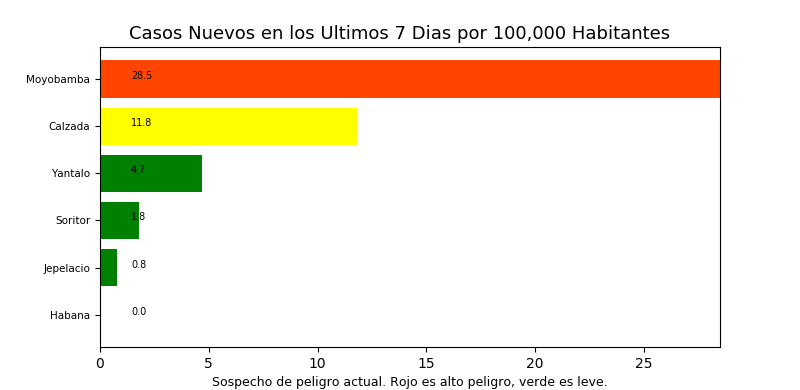 Casos Nuevos en los Ultimos 7 Dias por 100,000 Habitantes
Moyobamba 28.5
Calzada 11.8
Yantalo 4.7
Soritor 1.8
Jepelacio 0.8
Habana 0.0
0 5 10 15 20 25
Sospecho de peligro actual. Rojo es alto peligro, verde es leve.